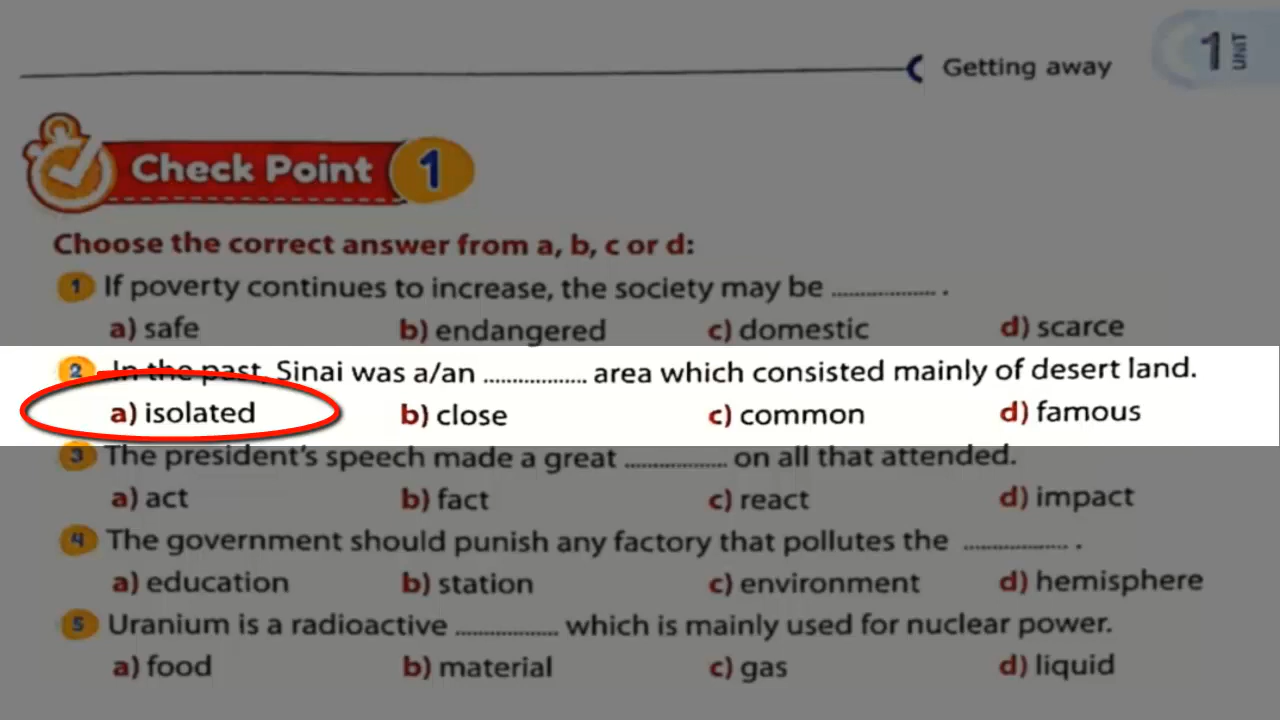 Getting away
1 UNIT
Check Point 1
Choose the correct answer from a, b, c or d:
1 If poverty continues to increase, the society may be ................. .
a) safe b) endangered c) domestic d) scarce
2 In the past, Sinai was a/an ................. area which consisted mainly of desert land.
a) isolated b) close c) common d) famous
3 The president's speech made a great ................. on all that attended.
a) act b) fact c) react d) impact
4 The government should punish any factory that pollutes the ................. .
a) education b) station c) environment d) hemisphere
5 Uranium is a radioactive ................. which is mainly used for nuclear power.
a) food b) material c) gas d) liquid